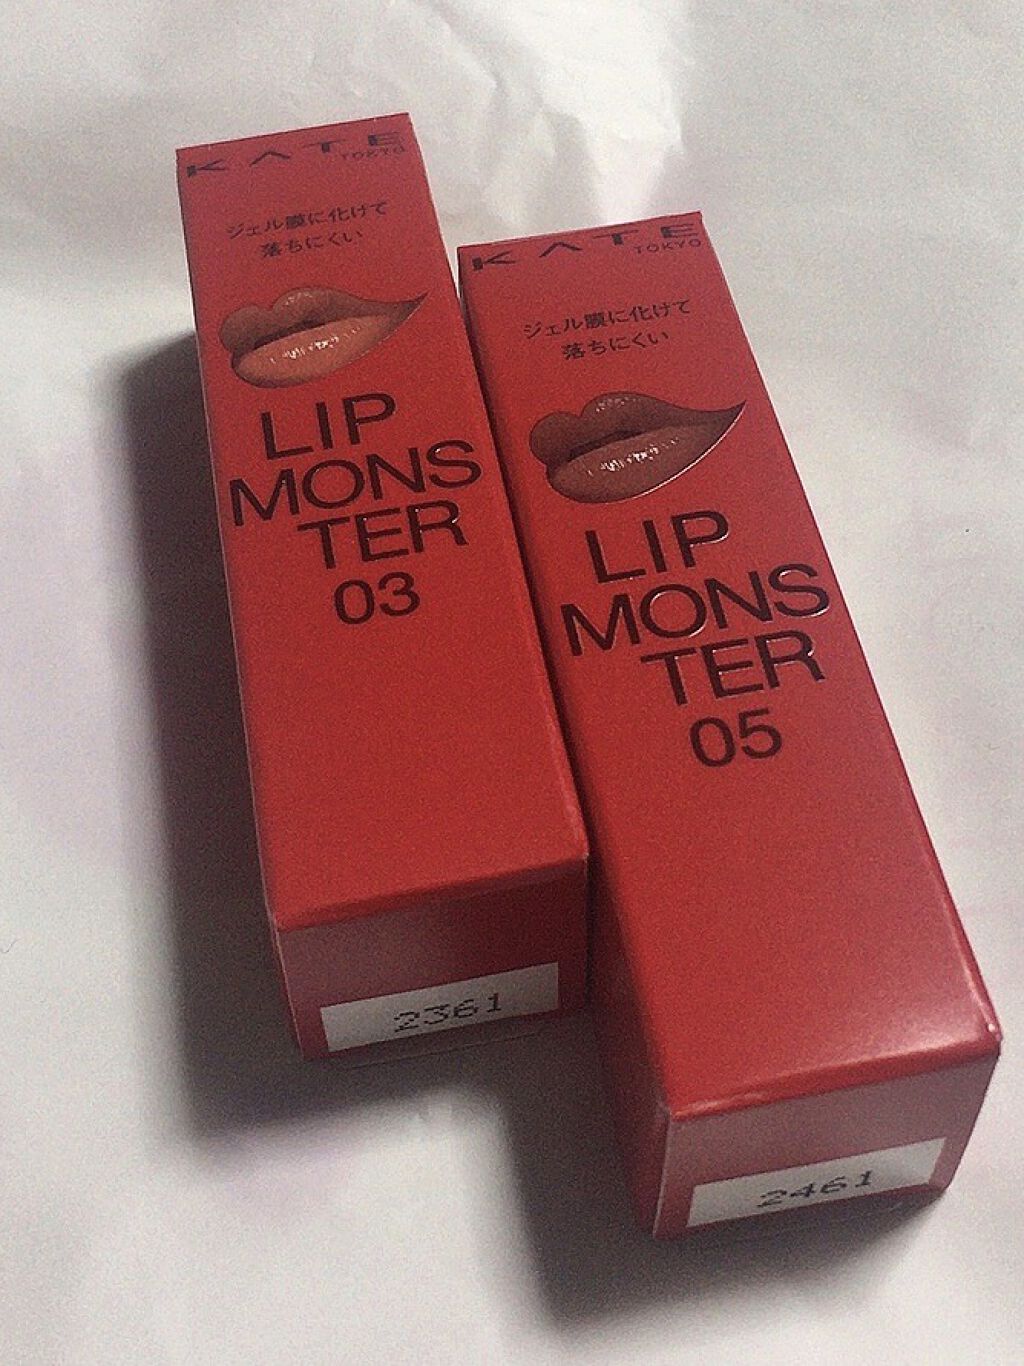 KATE
TOKYO
ジェル膜に化けて
落ちにくい
LIP
MONS
TER
03
2361
KATE
TOKYO
ジェル膜に化けて
落ちにくい
LIP
MONS
TER
05
2461